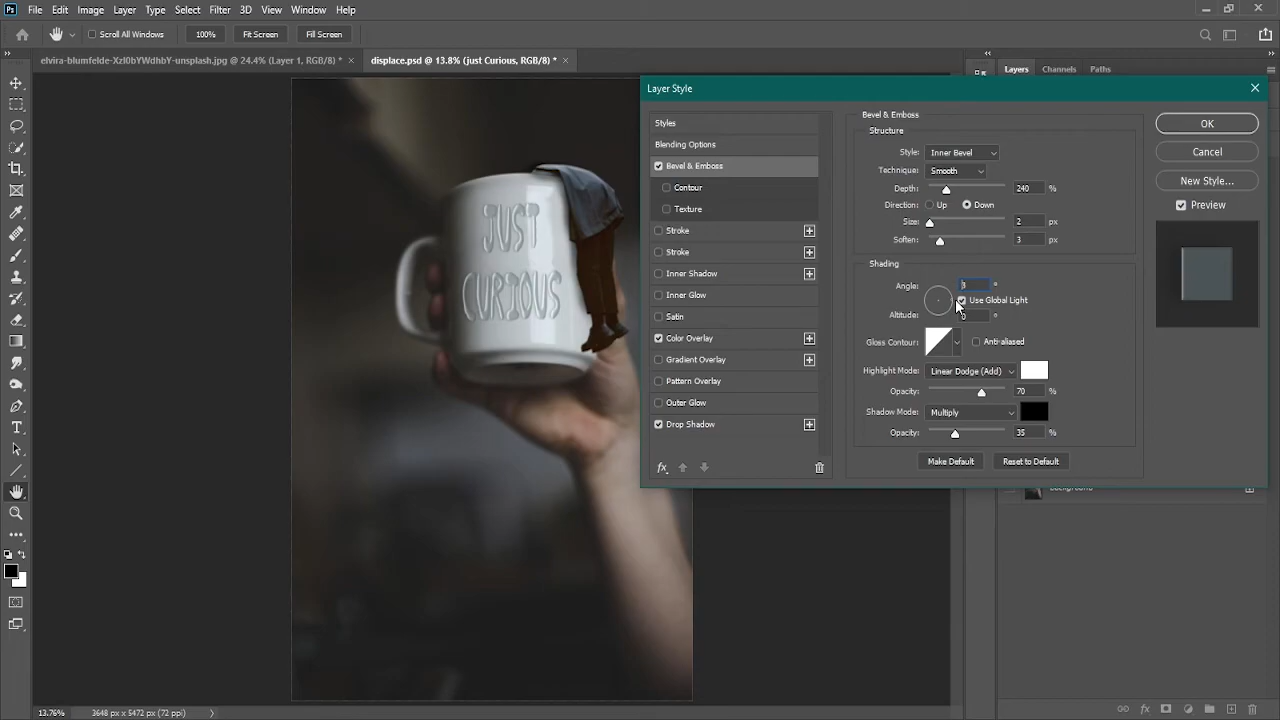 Ps File Edit Image Layer Type Select Filter 3D View Window Help
Scroll All Windows 100% Fit Screen Fill Screen
elvira-blumfelde-XzI0bYWdhbY-unsplash.jpg @ 24.4% (Layer 1, RGB/8) * × displace.psd @ 13.8% (just Curious, RGB/8) * ×
Layers Channels Paths
Layer Style
Styles
Blending Options
Bevel & Emboss
Contour
Texture
Stroke
Stroke
Inner Shadow
Inner Glow
Satin
Color Overlay
Gradient Overlay
Pattern Overlay
Outer Glow
Drop Shadow
fx
Bevel & Emboss
Structure
Style: Inner Bevel
Technique: Smooth
Depth: 240 %
Direction: Up Down
Size: 2 px
Soften: 3 px
Shading
Angle: °
Use Global Light
Altitude: 0 °
Gloss Contour: Anti-aliased
Highlight Mode: Linear Dodge (Add)
Opacity: 70 %
Shadow Mode: Multiply
Opacity: 35 %
Make Default Reset to Default
OK
Cancel
New Style...
Preview
JUST
CURIOUS
Background
fx
13.76% 3648 px x 5472 px (72 ppi)